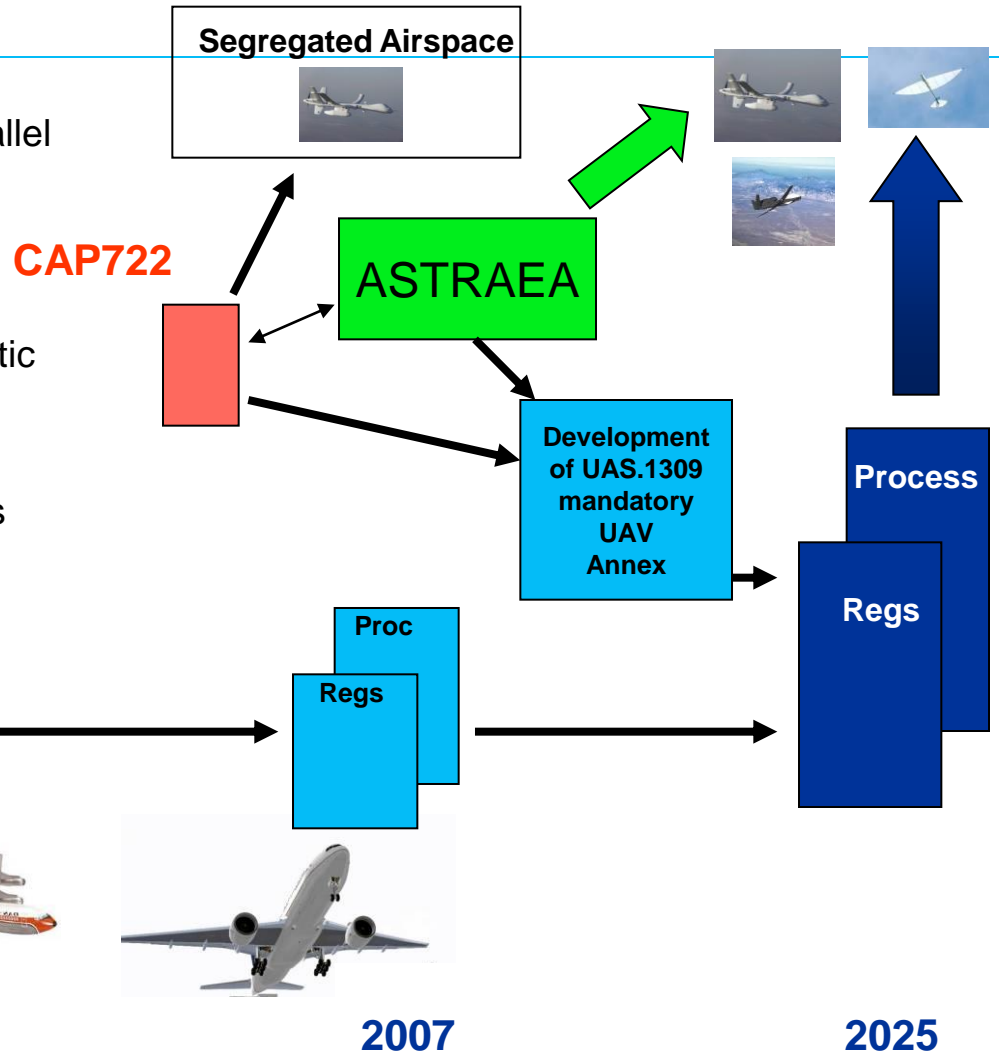 Segregated Airspace
allel
CAP722
ASTRAEA
tic
Development
of UAS.1309
mandatory
UAV
Annex
Process
s
Regs
Proc
Regs
2007
2025